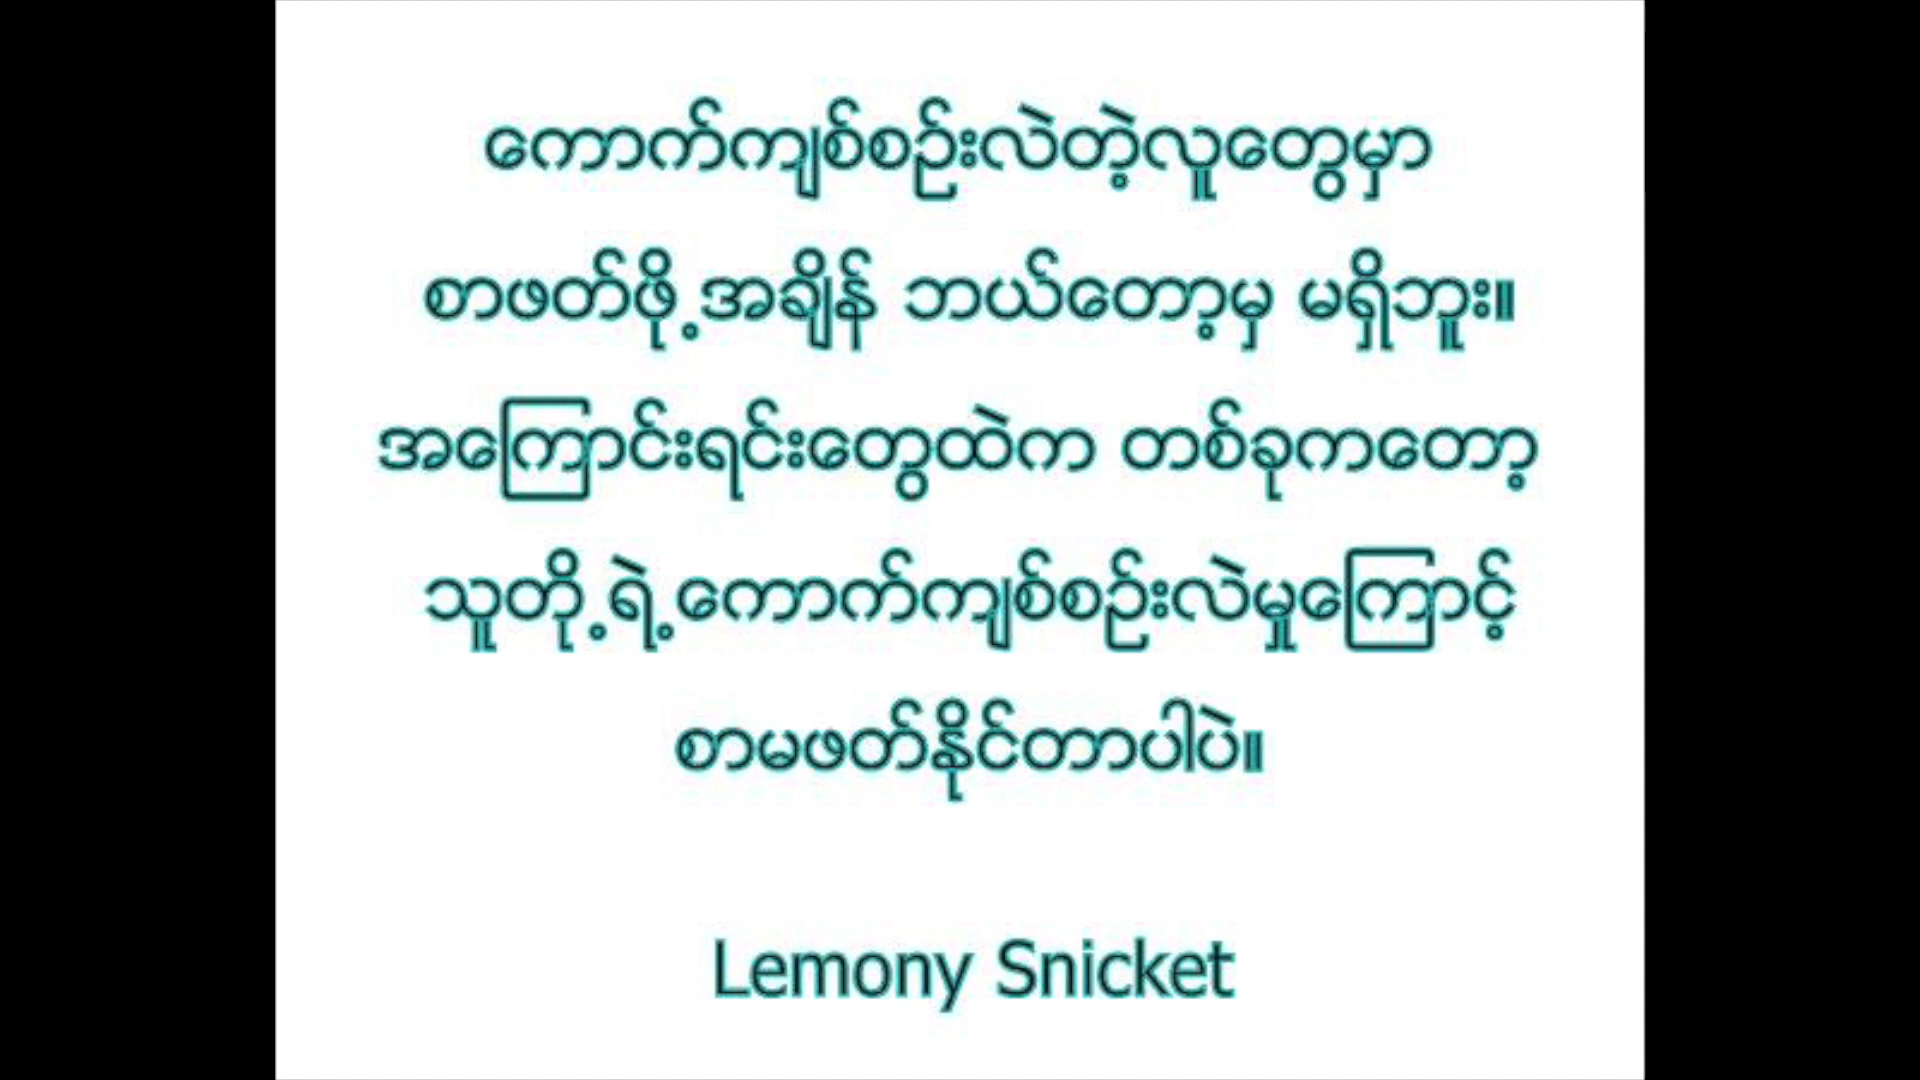 ကောက်ကျစ်စဉ်းလဲတဲ့လူတွေမှာ
စာဖတ်ဖို့အချိန် ဘယ်တော့မှ မရှိဘူး။
အကြောင်းရင်းတွေထဲက တစ်ခုကတော့
သူတို့ရဲ့ကောက်ကျစ်စဉ်းလဲမှုကြောင့်
စာမဖတ်နိုင်တာပါပဲ။
Lemony Snicket